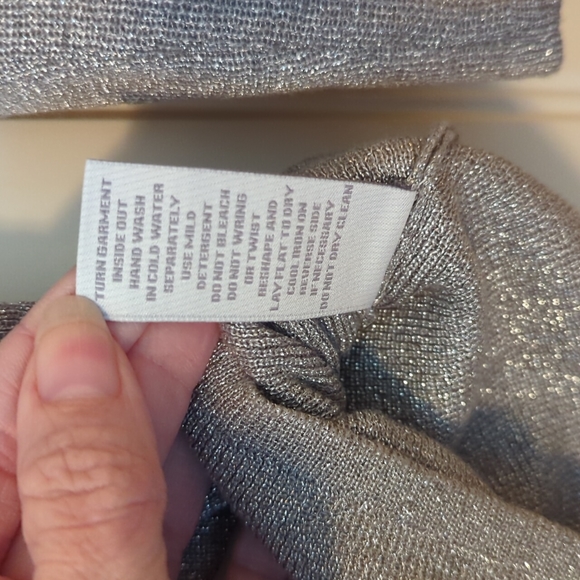 TURN GARMENT
INSIDE OUT
HAND WASH
IN COLD WATER
SEPARATELY
USE MILD
DETERGENT
DO NOT BLEACH
DO NOT WRING
OR TWIST
RESHAPE AND
LAY FLAT TO DRY
COOL IRON ON
REVERSE SIDE
IF NECESSARY
DO NOT DRY CLEAN